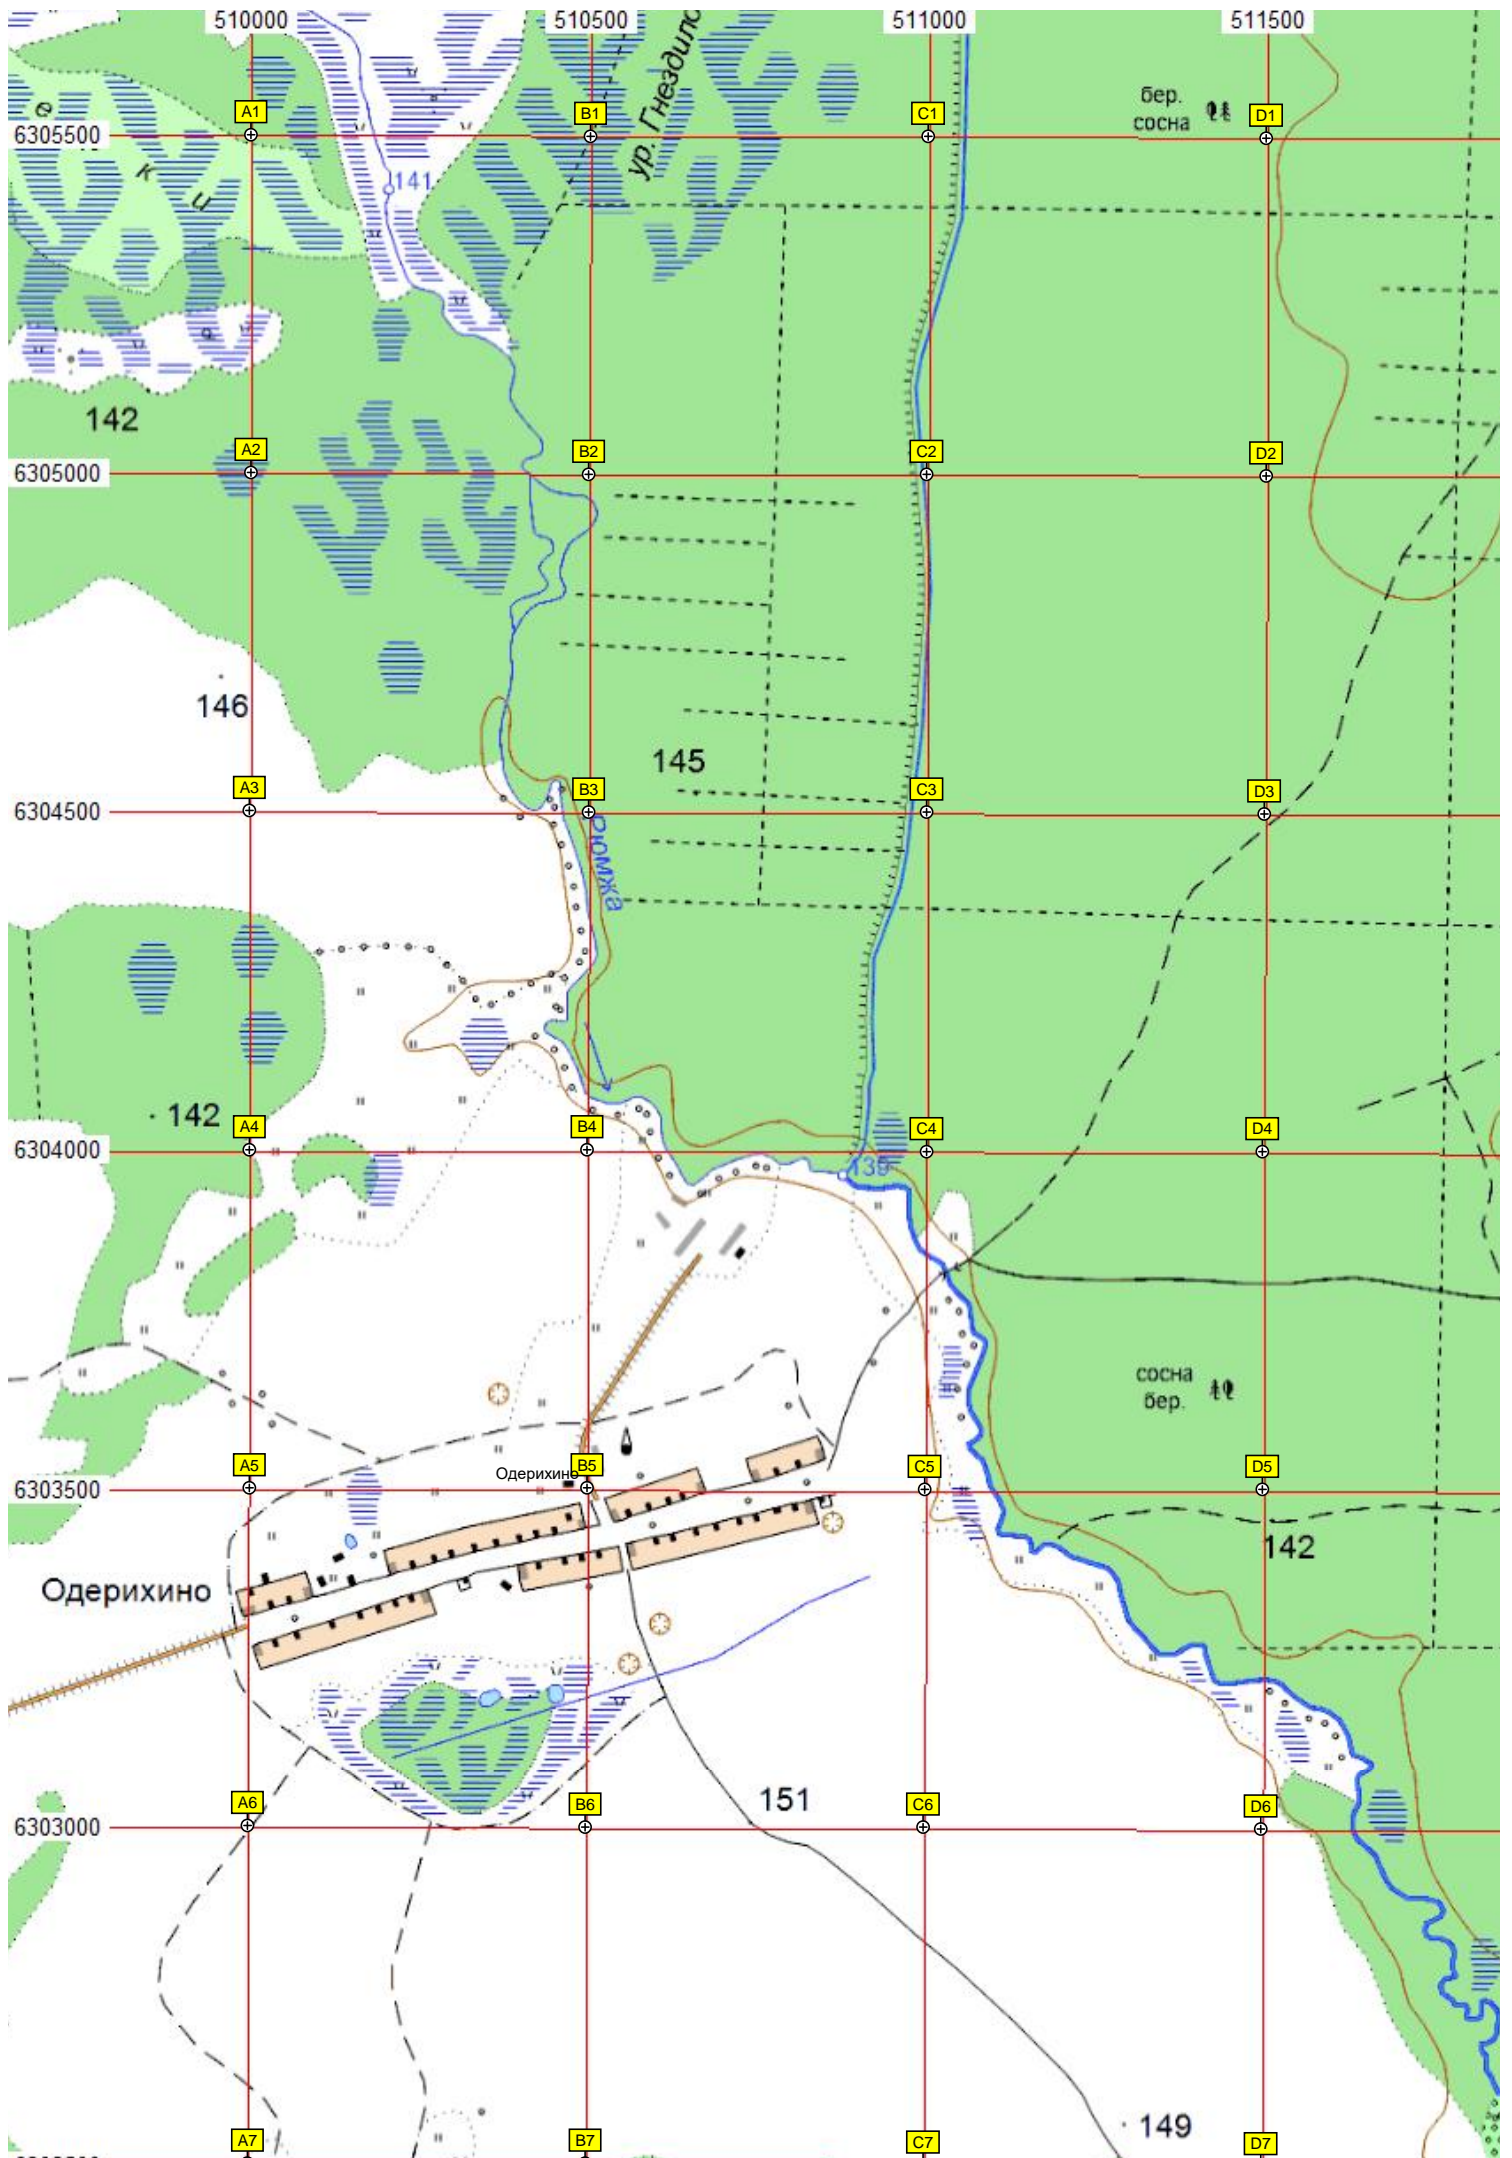 510000 510500 511000 511500
ур. Гнездило
бер.
сосна
A1 B1 C1 D1
6305500
е
к
и
141
142
A2 B2 C2 D2
6305000
146
145
A3 B3 C3 D3
6304500
Рюмжа
142
A4 B4 C4 D4
6304000
139
сосна
бер.
A5 Одерихино B5 C5 D5
6303500
142
Одерихино
151
A6 B6 C6 D6
6303000
149
A7 B7 C7 D7